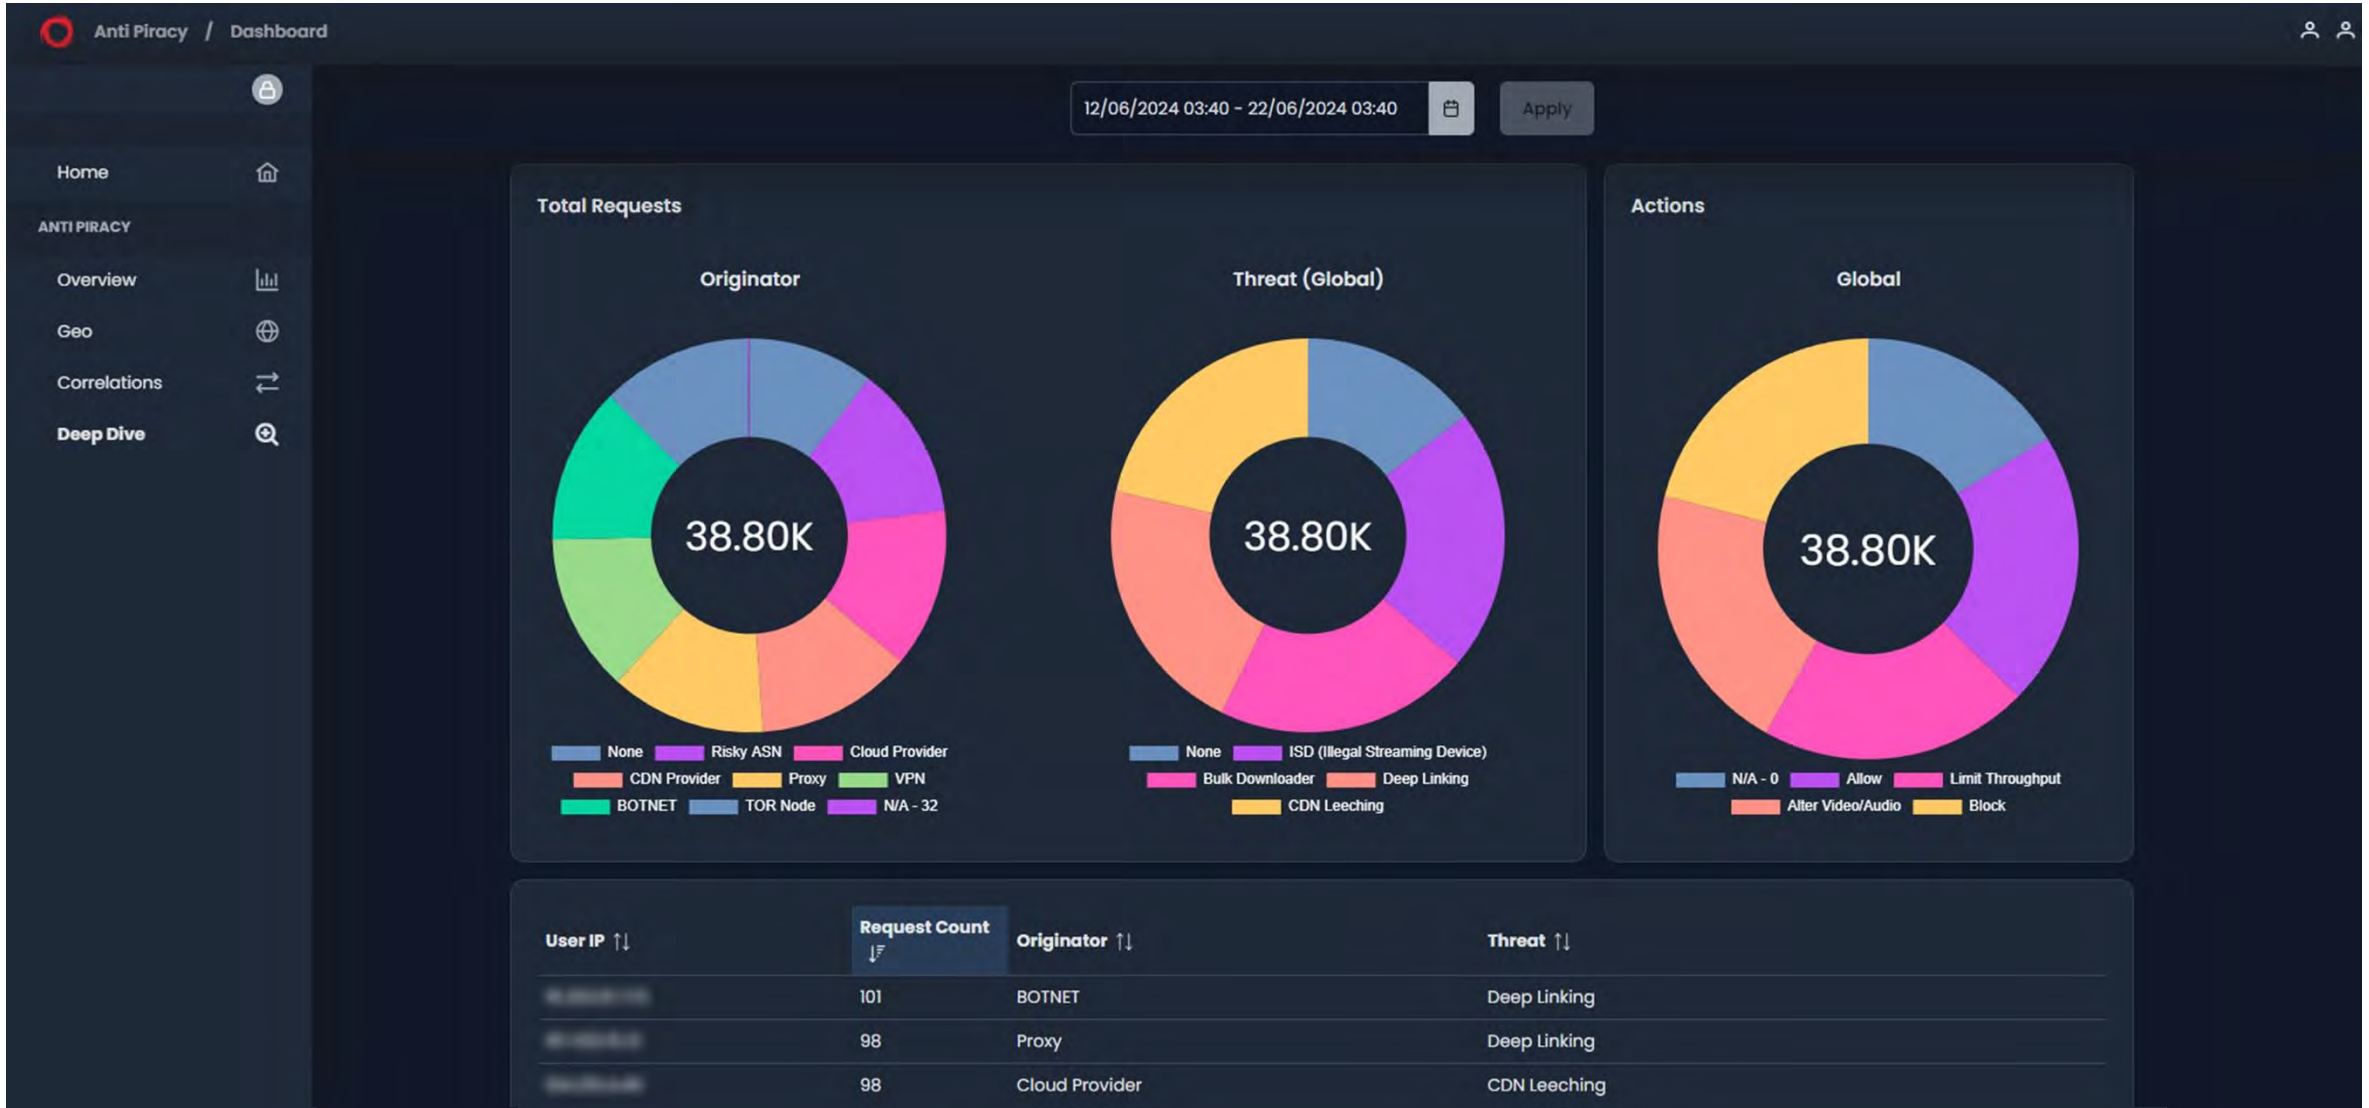 Anti Piracy / Dashboard
12/06/2024 03:40 - 22/06/2024 03:40
Apply
Home
ANTI PIRACY
Overview
Geo
Correlations
Deep Dive
Total Requests
Originator
38.80K
None Risky ASN Cloud Provider
CDN Provider Proxy VPN
BOTNET TOR Node N/A - 32
Threat (Global)
38.80K
None ISD (Illegal Streaming Device)
Bulk Downloader Deep Linking
CDN Leeching
Actions
Global
38.80K
N/A - 0 Allow Limit Throughput
Alter Video/Audio Block
User IP Request Count Originator Threat
101 BOTNET Deep Linking
98 Proxy Deep Linking
98 Cloud Provider CDN Leeching